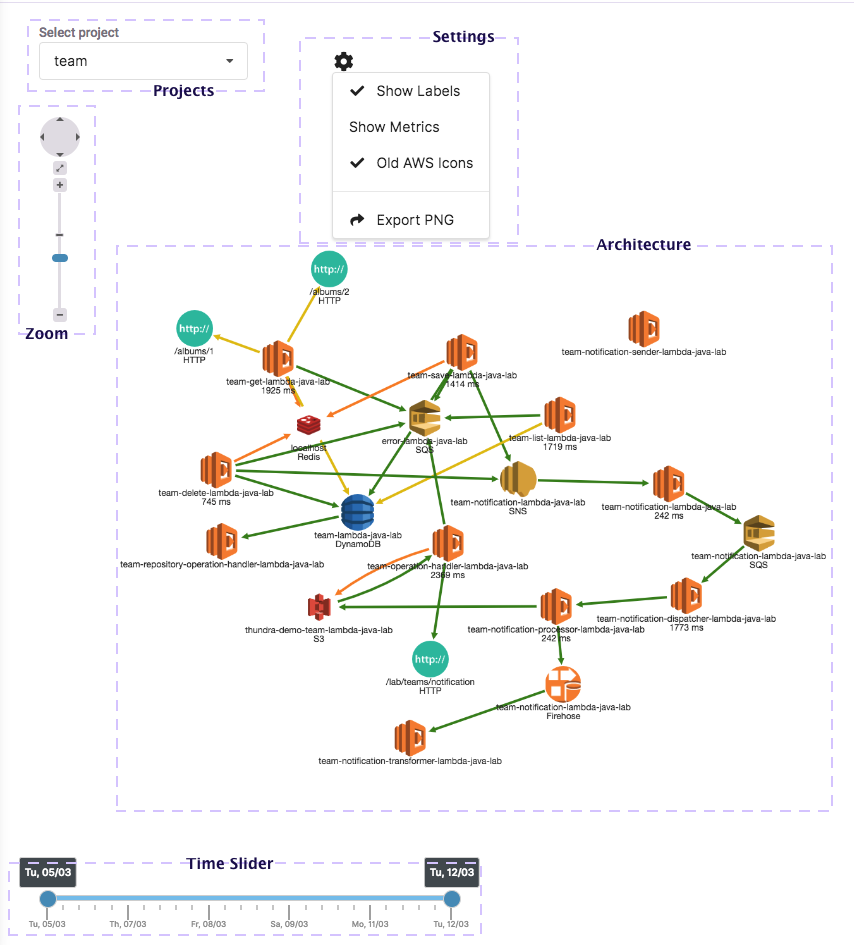 Select project
team
Projects
Settings
Show Labels
Show Metrics
Old AWS Icons
Export PNG
Zoom
Architecture
http://
/albums/2
HTTP
http://
/albums/1
HTTP
team-get-lambda-java-lab
1925 ms
team-save-lambda-java-lab
1414 ms
team-notification-sender-lambda-java-lab
localhost
Redis
error-lambda-java-lab
SQS
team-list-lambda-java-lab
1719 ms
team-delete-lambda-java-lab
745 ms
team-notification-lambda-java-lab
SNS
team-notification-lambda-java-lab
242 ms
team-lambda-java-lab
DynamoDB
team-repository-operation-handler-lambda-java-lab
team-operation-handler-lambda-java-lab
2369 ms
team-notification-lambda-java-lab
SQS
thundra-demo-team-lambda-java-lab
S3
team-notification-processor-lambda-java-lab
242 ms
team-notification-dispatcher-lambda-java-lab
1773 ms
http://
/lab/teams/notification
HTTP
team-notification-lambda-java-lab
Firehose
team-notification-transformer-lambda-java-lab
Time Slider
Tu, 05/03
Tu, 12/03
Tu, 05/03 Th, 07/03 Fr, 08/03 Sa, 09/03 Mo, 11/03 Tu, 12/03